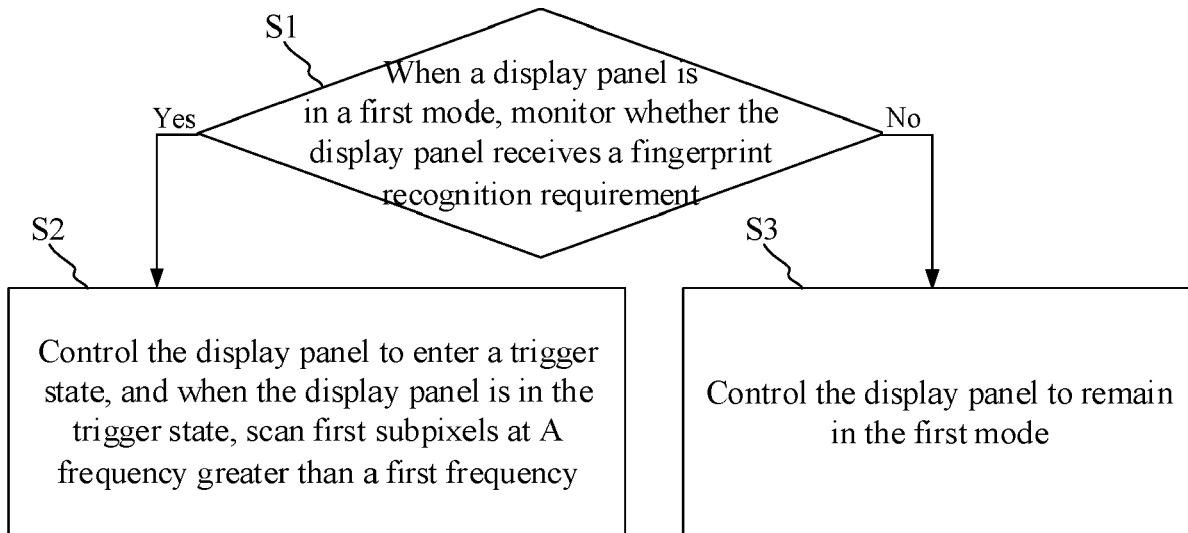 S1
When a display panel is
in a first mode, monitor whether the
display panel receives a fingerprint
recognition requirement
Yes
No
S2
Control the display panel to enter a trigger
state, and when the display panel is in the
trigger state, scan first subpixels at A
frequency greater than a first frequency
S3
Control the display panel to remain
in the first mode